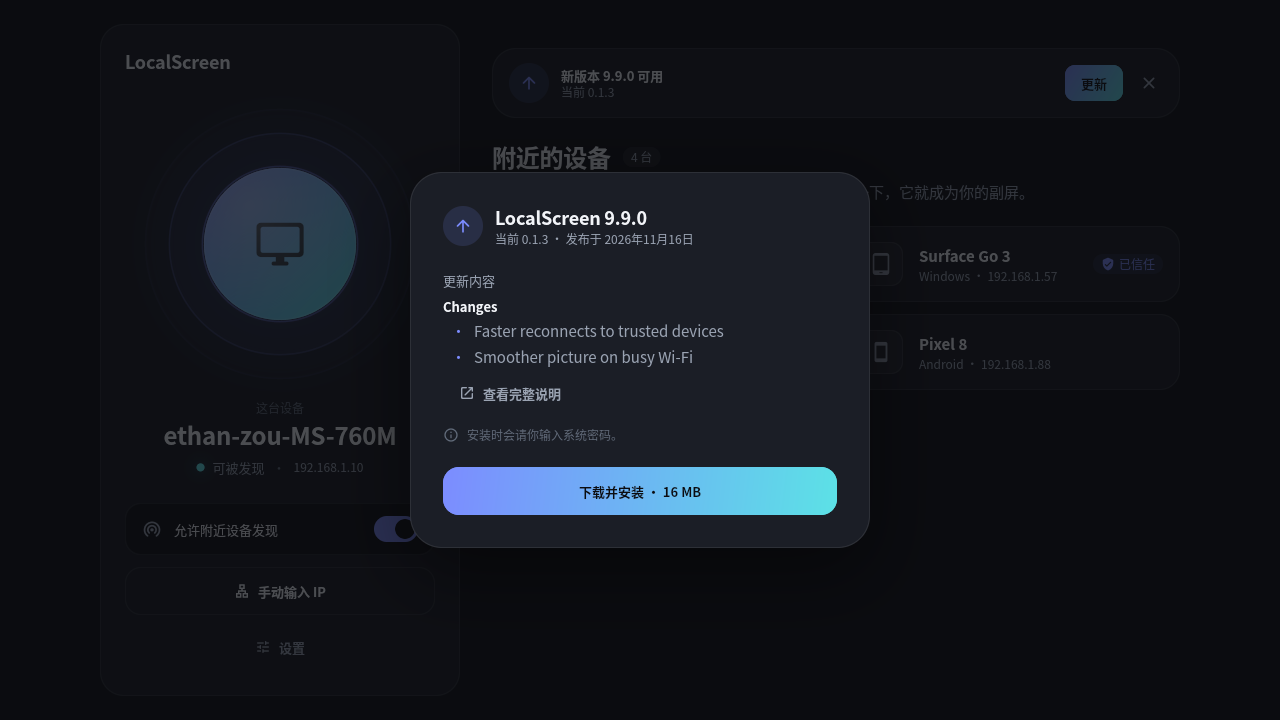 LocalScreen
新版本 9.9.0 可用
当前 0.1.3
更新
附近的设备
4 台
下，它就成为你的副屏。
LocalScreen 9.9.0
当前 0.1.3 · 发布于 2026年11月16日
更新内容
Changes
• Faster reconnects to trusted devices
• Smoother picture on busy Wi-Fi
查看完整说明
安装时会请你输入系统密码。
下载并安装 · 16 MB
Surface Go 3
Windows · 192.168.1.57
已信任
Pixel 8
Android · 192.168.1.88
这台设备
ethan-zou-MS-760M
可被发现 · 192.168.1.10
允许附近设备发现
手动输入 IP
设置